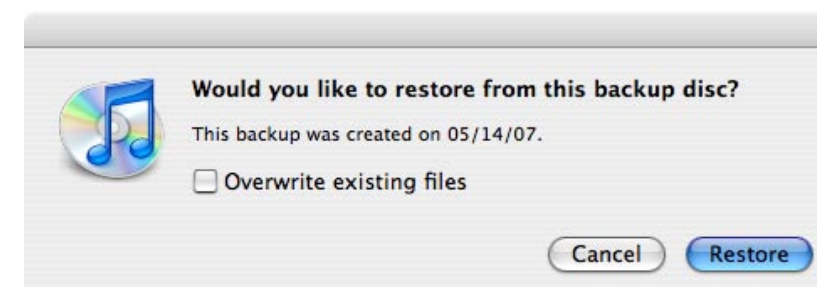 Would you like to restore from this backup disc?
This backup was created on 05/14/07.
Overwrite existing files
Cancel Restore